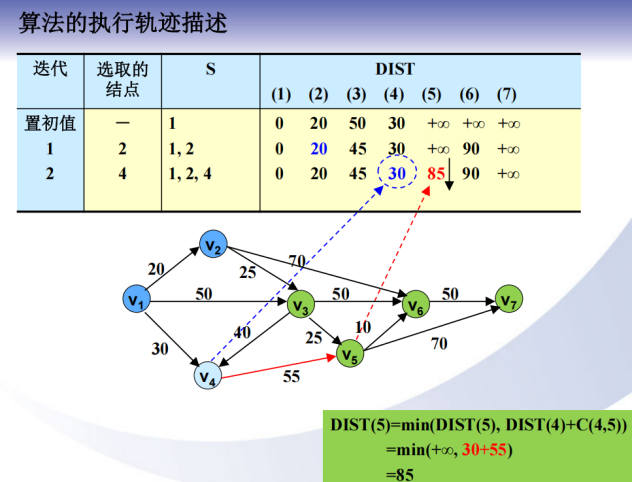 算法的执行轨迹描述
迭代 选取的结点 S DIST
(1) (2) (3) (4) (5) (6) (7)
置初值 — 1 0 20 50 30 +∞ +∞ +∞
1 2 1, 2 0 20 45 30 +∞ 90 +∞
2 4 1, 2, 4 0 20 45 30 85 90 +∞
v2
70
20
25
v1
50
v3
50
v6
50
v7
30
40
25
10
v5
70
v4
55
DIST(5)=min(DIST(5), DIST(4)+C(4,5))
=min(+∞, 30+55)
=85